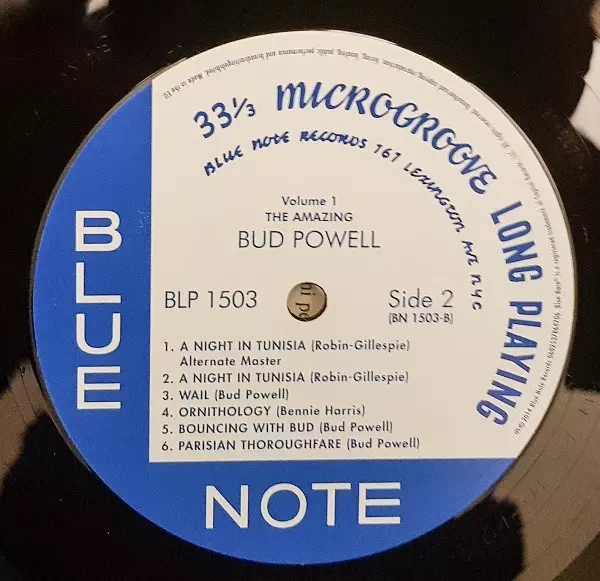 33⅓ MICROGROOVE LONG PLAYING
BLUE NOTE RECORDS 767 LEXINGTON AVE NYC
Volume 1
THE AMAZING
BUD POWELL
BLP 1503
Side 2
(BN 1503-B)
1. A NIGHT IN TUNISIA (Robin-Gillespie)
Alternate Master
2. A NIGHT IN TUNISIA (Robin-Gillespie)
3. WAIL (Bud Powell)
4. ORNITHOLOGY (Bennie Harris)
5. BOUNCING WITH BUD (Bud Powell)
6. PARISIAN THOROUGHFARE (Bud Powell)
BLUE
NOTE